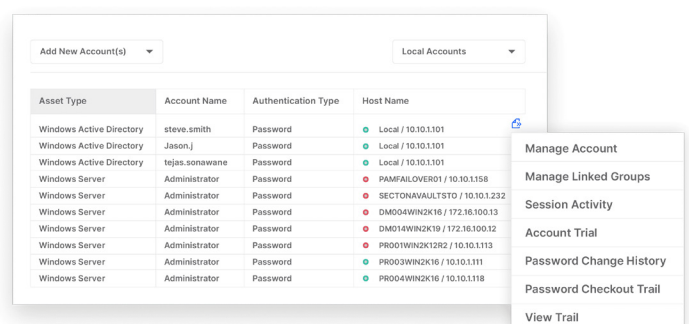 Add New Account(s)
Local Accounts
Asset Type Account Name Authentication Type Host Name
Windows Active Directory steve.smith Password Local / 10.10.1.101
Windows Active Directory Jason.j Password Local / 10.10.1.101
Windows Active Directory tejas.sonawane Password Local / 10.10.1.101
Windows Server Administrator Password PAMFAILOVER01 / 10.10.1.158
Windows Server Administrator Password SECTONAVAULTSTO / 10.10.1.232
Windows Server Administrator Password DM004WIN2K16 / 172.16.100.13
Windows Server Administrator Password DM014WIN2K19 / 172.16.100.12
Windows Server Administrator Password PR001WIN2K12R2 / 10.10.1.113
Windows Server Administrator Password PR003WIN2K16 / 10.10.1.111
Windows Server Administrator Password PR004WIN2K16 / 10.10.1.118
Manage Account
Manage Linked Groups
Session Activity
Account Trial
Password Change History
Password Checkout Trail
View Trail